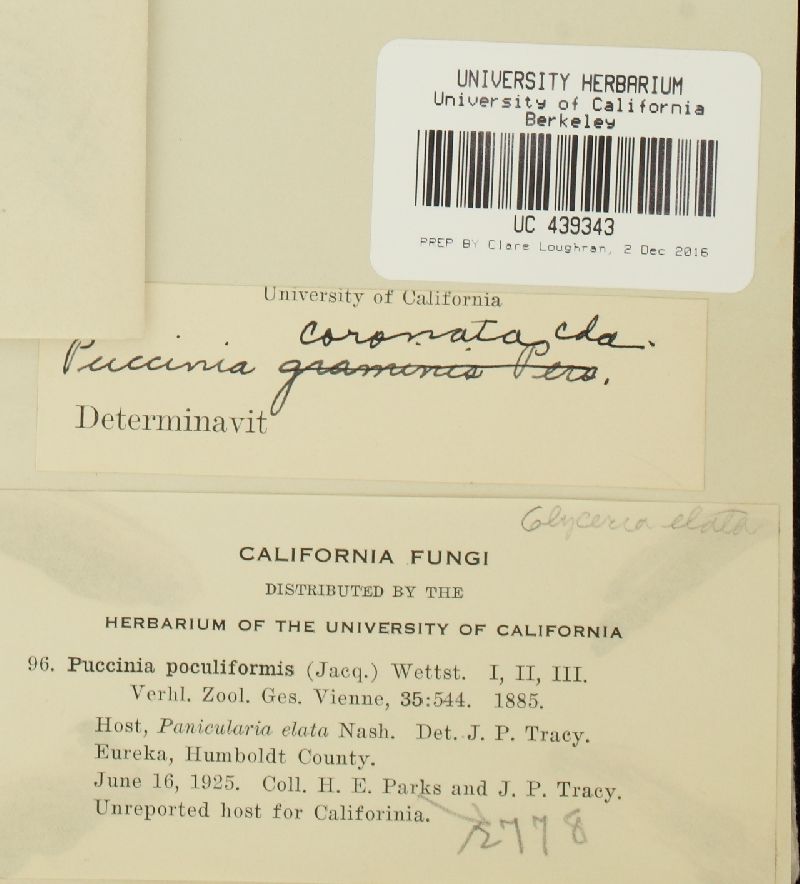 UNIVERSITY HERBARIUM
University of California
Berkeley
UC 439343
PREP BY Clare Loughran, 2 Dec 2016
University of California
coronata Cda.
Puccinia graminis Pers.
Determinavit
Glyceria elata
CALIFORNIA FUNGI
DISTRIBUTED BY THE
HERBARIUM OF THE UNIVERSITY OF CALIFORNIA
96. Puccinia poculiformis (Jacq.) Wettst. I, II, III.
Verhl. Zool. Ges. Vienne, 35:544. 1885.
Host, Panicularia elata Nash. Det. J. P. Tracy.
Eureka, Humboldt County.
June 16, 1925. Coll. H. E. Parks and J. P. Tracy.
Unreported host for Califorinia.
2778